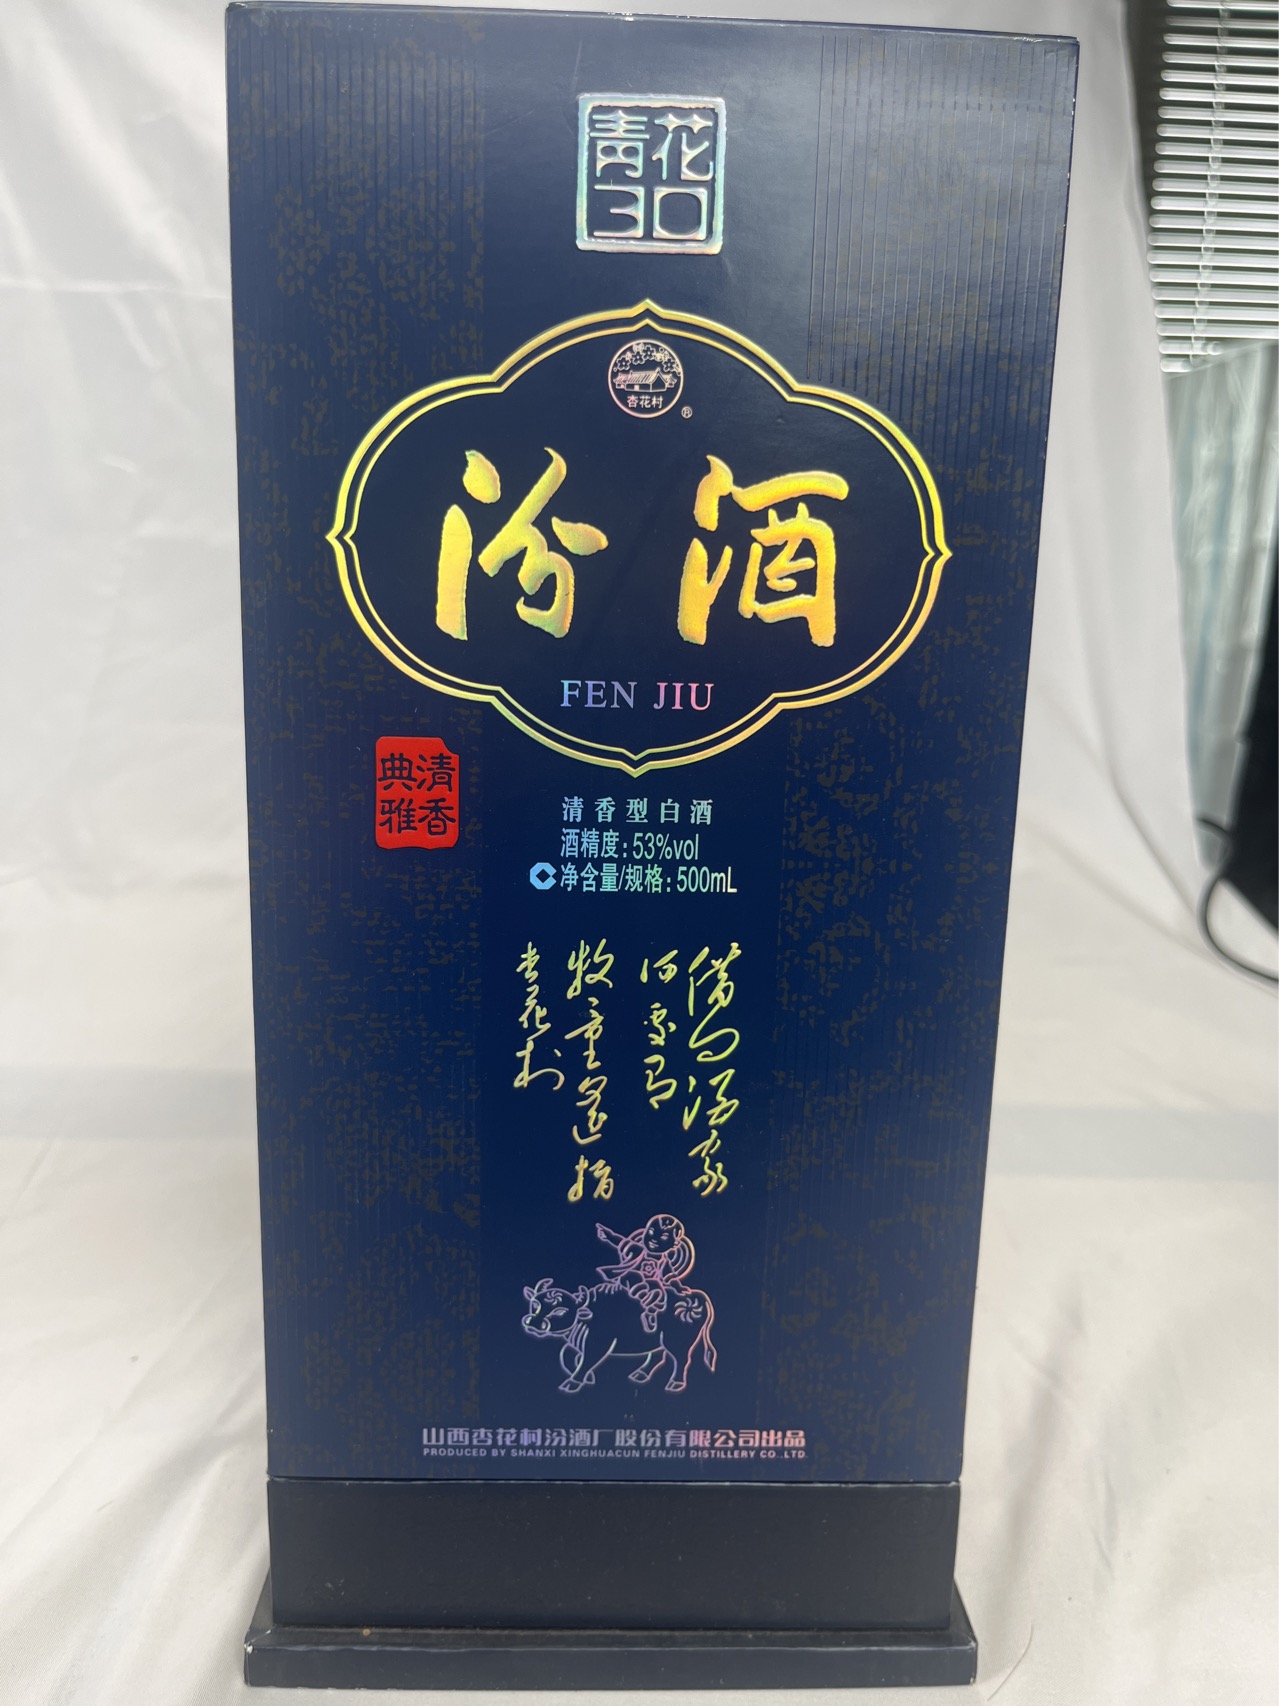 青花
30
杏花村
®
汾酒
FEN JIU
清香
典雅
清香型白酒
酒精度:53%vol
净含量/规格:500mL
借问酒家
何处有
牧童遥指
杏花村
山西杏花村汾酒厂股份有限公司出品
PRODUCED BY SHANXI XINGHUACUN FENJIU DISTILLERY CO.,LTD.